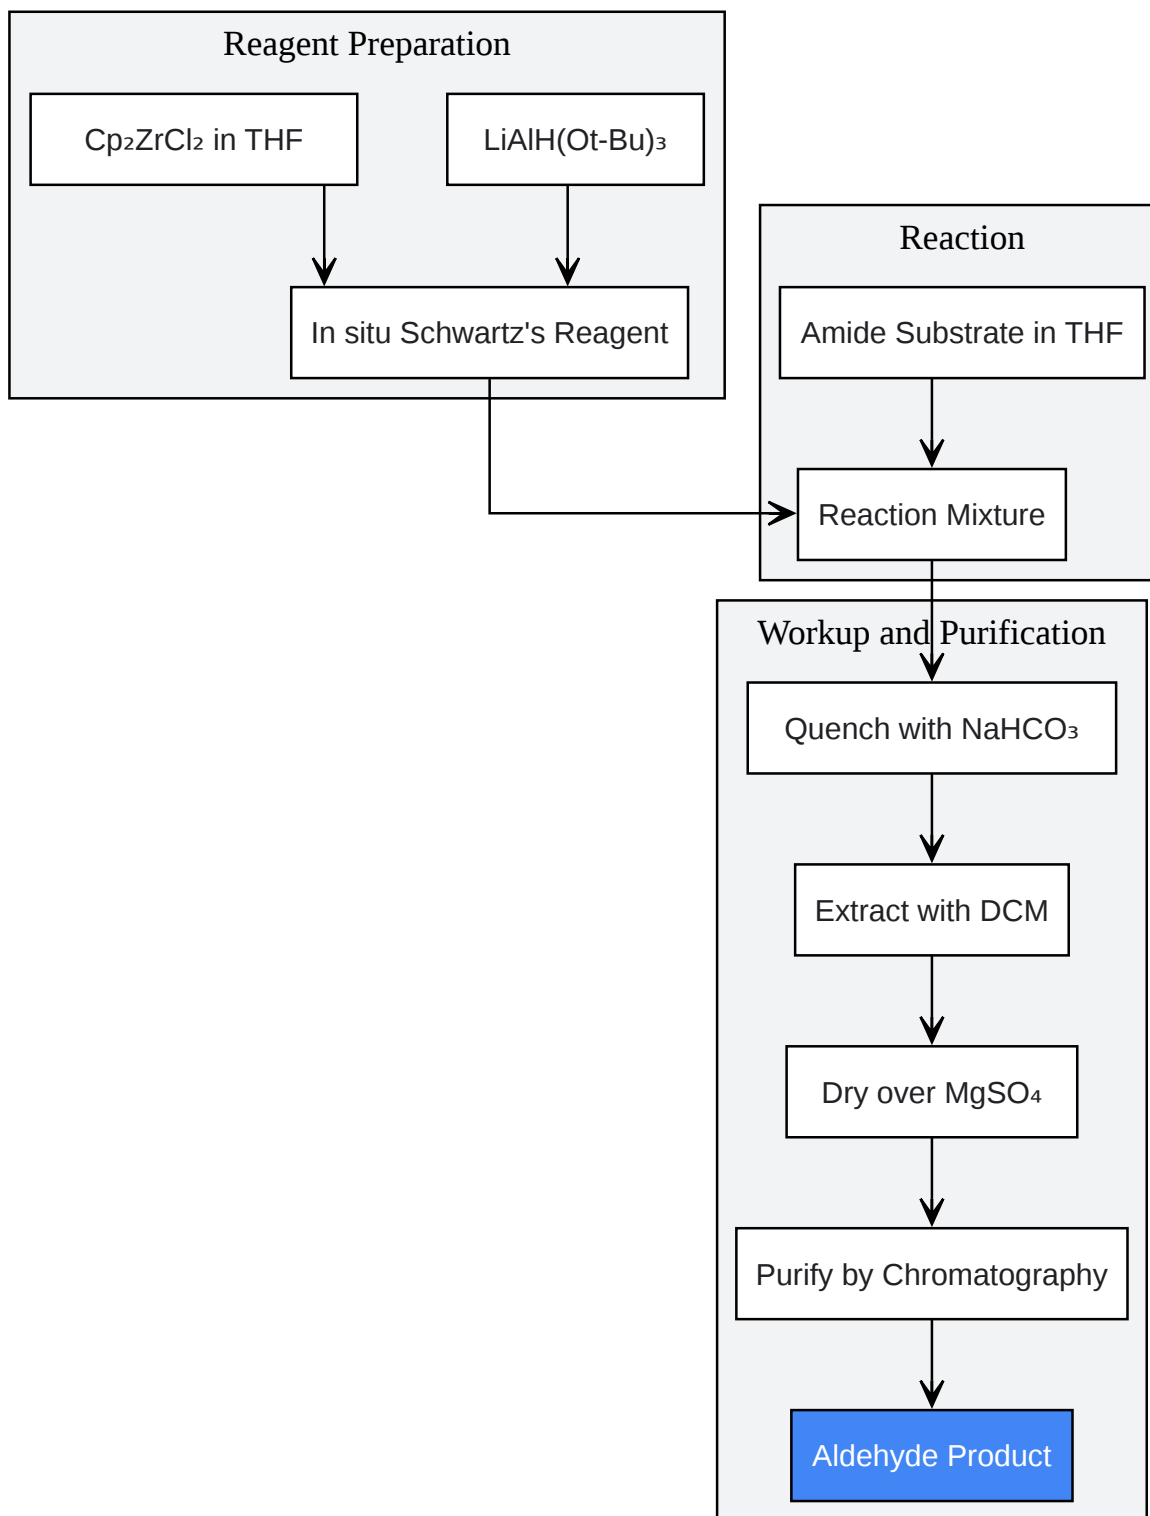 Reagent Preparation
Cp₂ZrCl₂ in THF
LiAlH(Ot-Bu)₃
In situ Schwartz's Reagent
Reaction
Amide Substrate in THF
Reaction Mixture
Workup and Purification
Quench with NaHCO₃
Extract with DCM
Dry over MgSO₄
Purify by Chromatography
Aldehyde Product